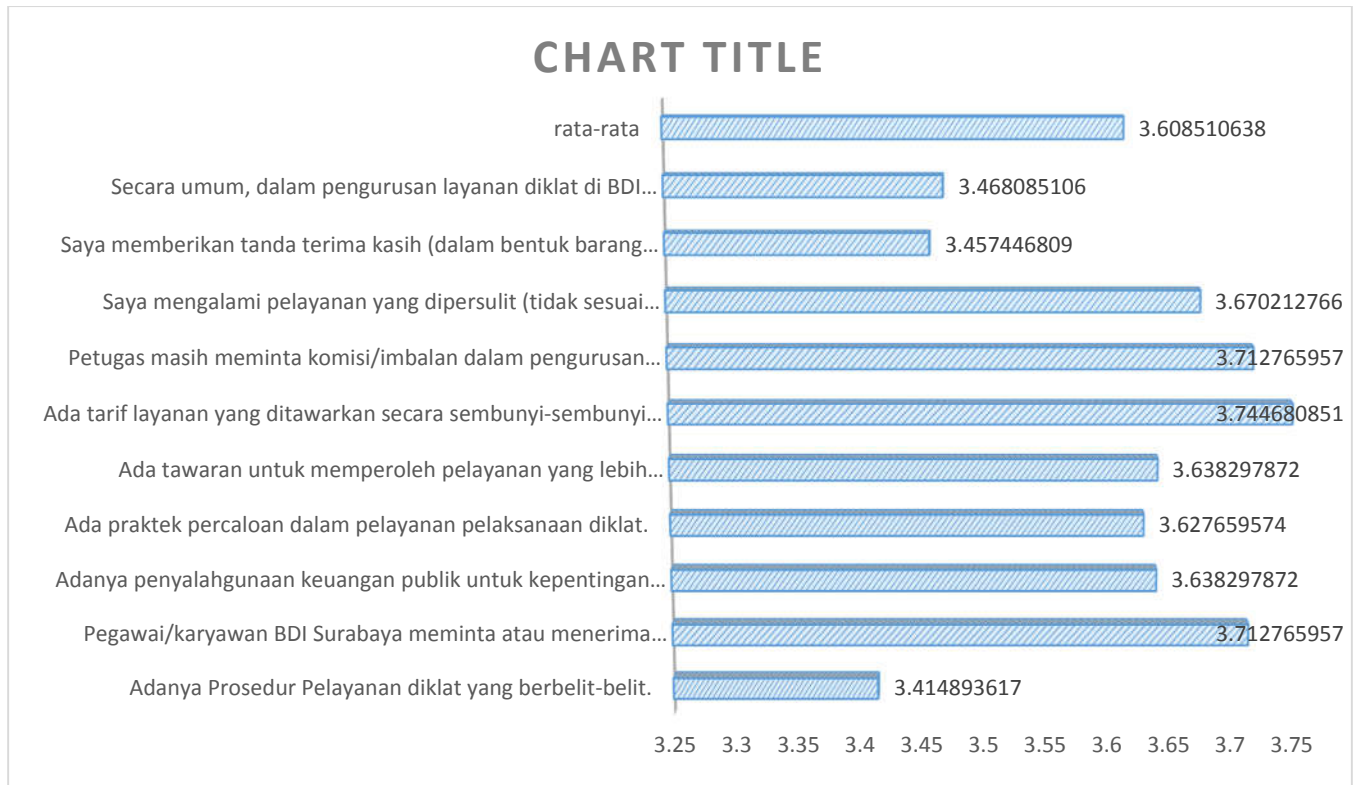 CHART TITLE
rata-rata 3.608510638
Secara umum, dalam pengurusan layanan diklat di BDI... 3.468085106
Saya memberikan tanda terima kasih (dalam bentuk barang... 3.457446809
Saya mengalami pelayanan yang dipersulit (tidak sesuai... 3.670212766
Petugas masih meminta komisi/imbalan dalam pengurusan... 3.712765957
Ada tarif layanan yang ditawarkan secara sembunyi-sembunyi... 3.744680851
Ada tawaran untuk memperoleh pelayanan yang lebih... 3.638297872
Ada praktek percaloan dalam pelayanan pelaksanaan diklat. 3.627659574
Adanya penyalahgunaan keuangan publik untuk kepentingan... 3.638297872
Pegawai/karyawan BDI Surabaya meminta atau menerima... 3.712765957
Adanya Prosedur Pelayanan diklat yang berbelit-belit. 3.414893617
3.25 3.3 3.35 3.4 3.45 3.5 3.55 3.6 3.65 3.7 3.75